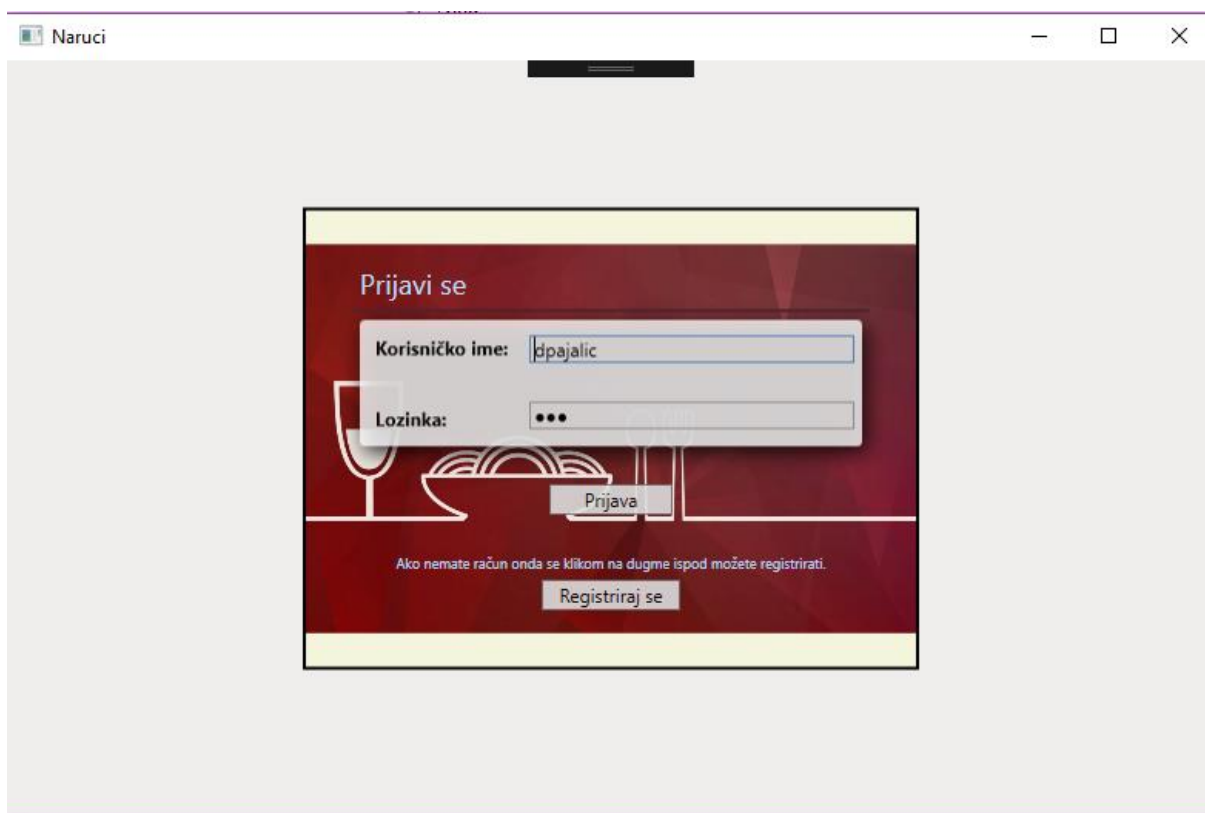 Naruci
Prijavi se
Korisničko ime: dpajalic
Lozinka: •••
Prijava
Ako nemate račun onda se klikom na dugme ispod možete registrirati.
Registriraj se